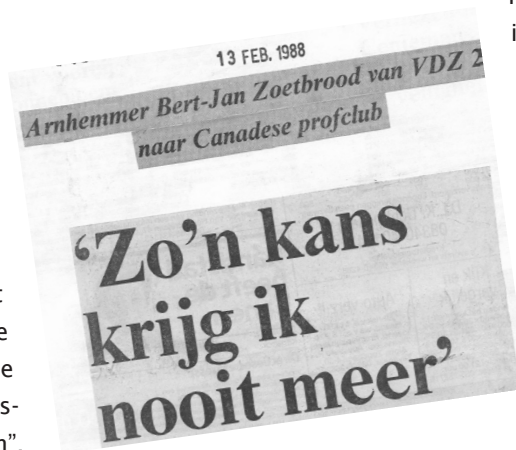 13 FEB. 1988
Arnhemmer Bert-Jan Zoetbrood van VDZ 2
naar Canadese profclub
‘Zo’n kans
krijg ik
nooit meer’